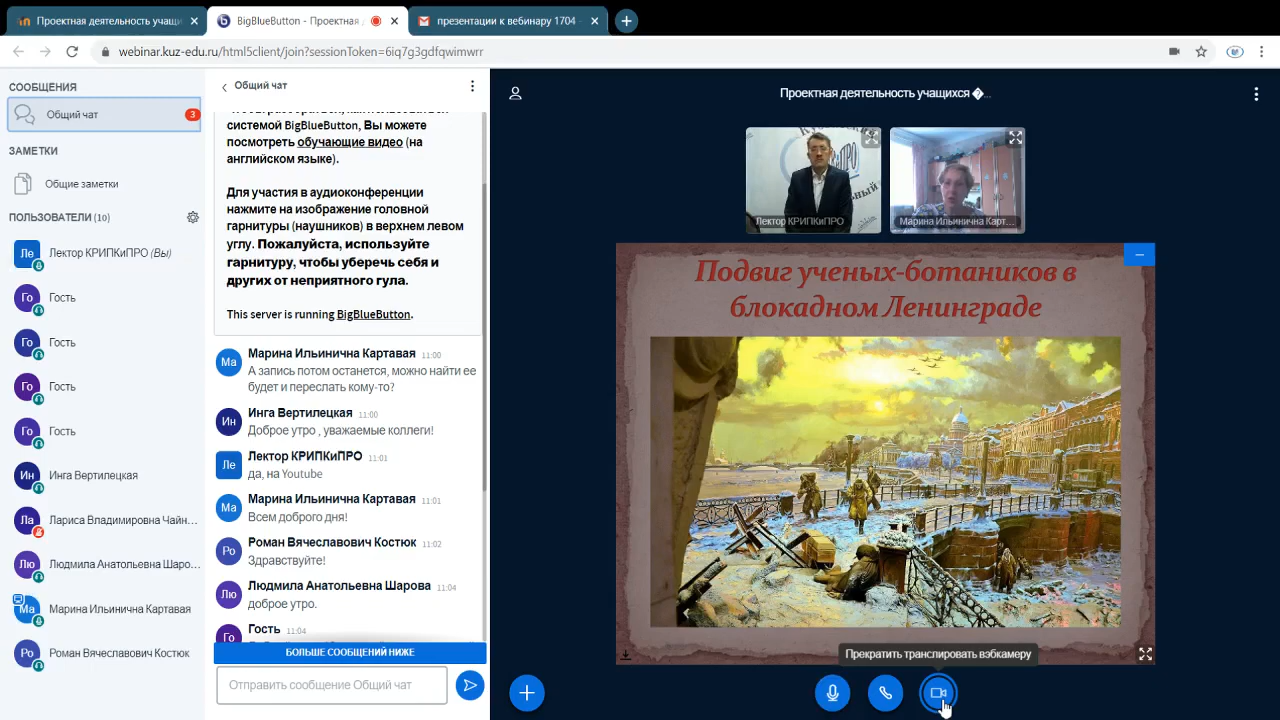 Проектная деятельность учащи
BigBlueButton - Проектная д
презентации к вебинару 1704 -
webinar.kuz-edu.ru/html5client/join?sessionToken=6iq7g3gdfqwimwrr
СООБЩЕНИЯ
Общий чат
3
ЗАМЕТКИ
Общие заметки
ПОЛЬЗОВАТЕЛИ (10)
Ле
Лектор КРИПКиПРО (Вы)
Го
Гость
Го
Гость
Го
Гость
Го
Гость
Ин
Инга Вертилецкая
Ла
Лариса Владимировна Чайн...
Лю
Людмила Анатольевна Шаро...
Ма
Марина Ильинична Картавая
Ро
Роман Вячеславович Костюк
Общий чат
системой BigBlueButton, Вы можете
посмотреть обучающие видео (на
английском языке).
Для участия в аудиоконференции
нажмите на изображение головной
гарнитуры (наушников) в верхнем левом
углу. Пожалуйста, используйте
гарнитуру, чтобы уберечь себя и
других от неприятного гула.
This server is running BigBlueButton.
Ма
Марина Ильинична Картавая 11:00
А запись потом останется, можно найти ее
будет и переслать кому-то?
Ин
Инга Вертилецкая 11:00
Доброе утро , уважаемые коллеги!
Ле
Лектор КРИПКиПРО 11:01
да, на Youtube
Ма
Марина Ильинична Картавая 11:01
Всем доброго дня!
Ро
Роман Вячеславович Костюк 11:02
Здравствуйте!
Лю
Людмила Анатольевна Шарова 11:04
доброе утро.
Го
Гость 11:04
БОЛЬШЕ СООБЩЕНИЙ НИЖЕ
Отправить сообщение Общий чат
Проектная деятельность учащихся �...
Лектор КРИПКиПРО
Марина Ильинична Карт...
Подвиг ученых-ботаников в
блокадном Ленинграде
Прекратить транслировать вэбкамеру